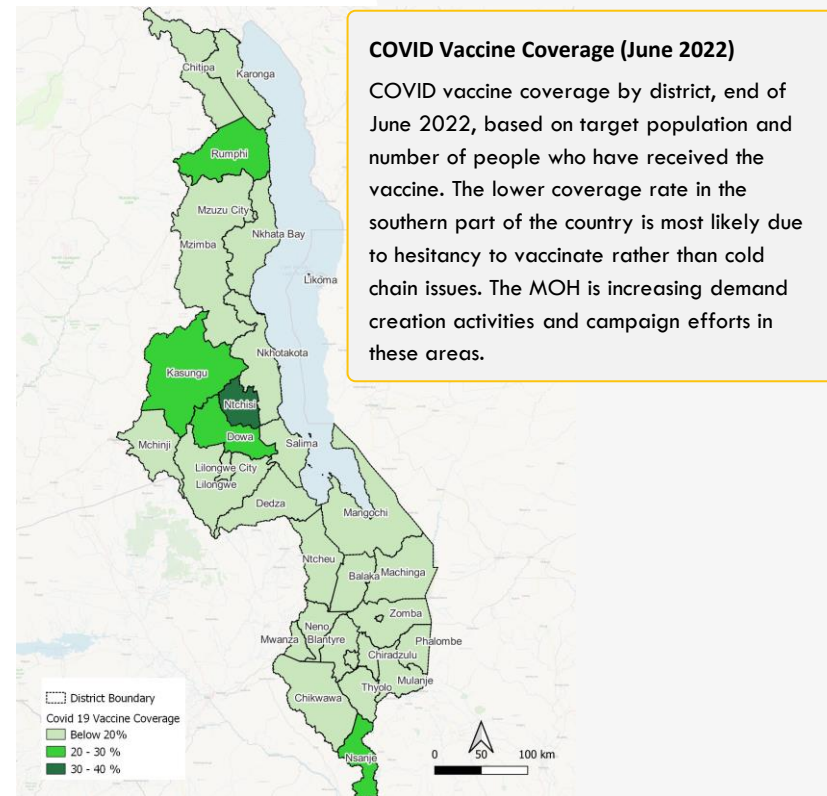 COVID Vaccine Coverage (June 2022)
COVID vaccine coverage by district, end of
June 2022, based on target population and
number of people who have received the
vaccine. The lower coverage rate in the
southern part of the country is most likely due
to hesitancy to vaccinate rather than cold
chain issues. The MOH is increasing demand
creation activities and campaign efforts in
these areas.
Chitipa
Karonga
Rumphi
Mzuzu City
Mzimba
Nkhata Bay
Likoma
Nkhotakota
Kasungu
Ntchisi
Dowa
Mchinji
Salima
Lilongwe City
Lilongwe
Dedza
Mangochi
Ntcheu
Balaka
Machinga
Zomba
Neno
Mwanza
Blantyre
Phalombe
Chiradzulu
Mulanje
Thyolo
Chikwawa
Nsanje
District Boundary
Covid 19 Vaccine Coverage
Below 20%
20 - 30 %
30 - 40 %
0 50 100 km